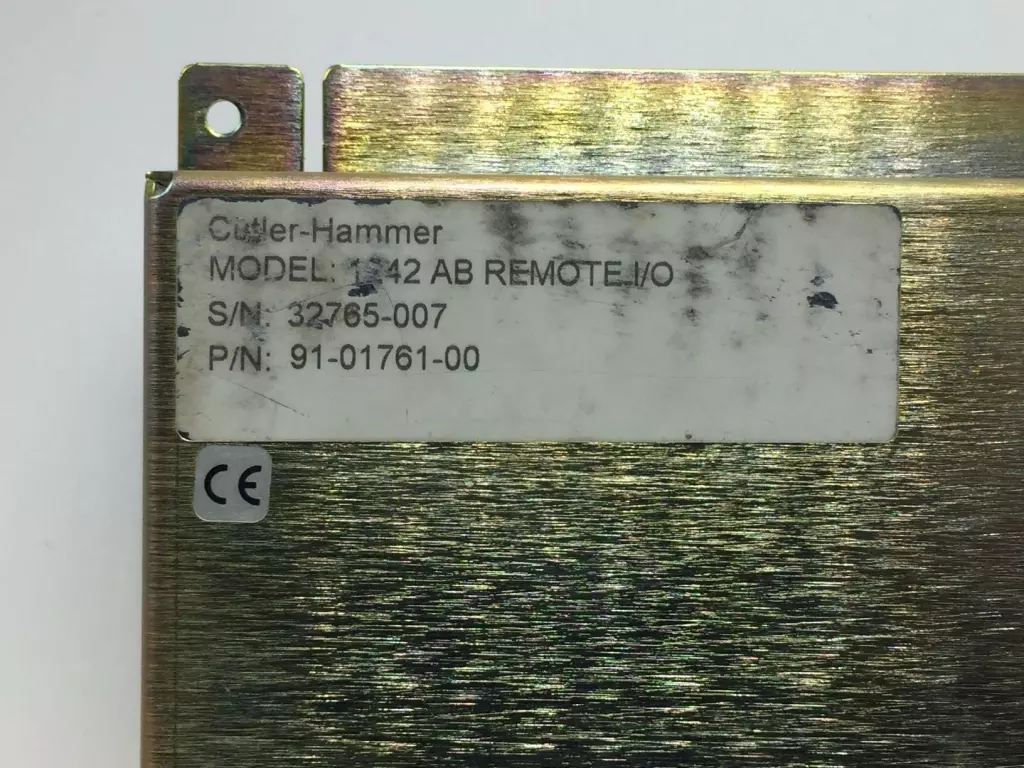 Cutler-Hammer
MODEL: AB REMOTE I/O
S/N: 32765-007
P/N: 91-01761-00
CE